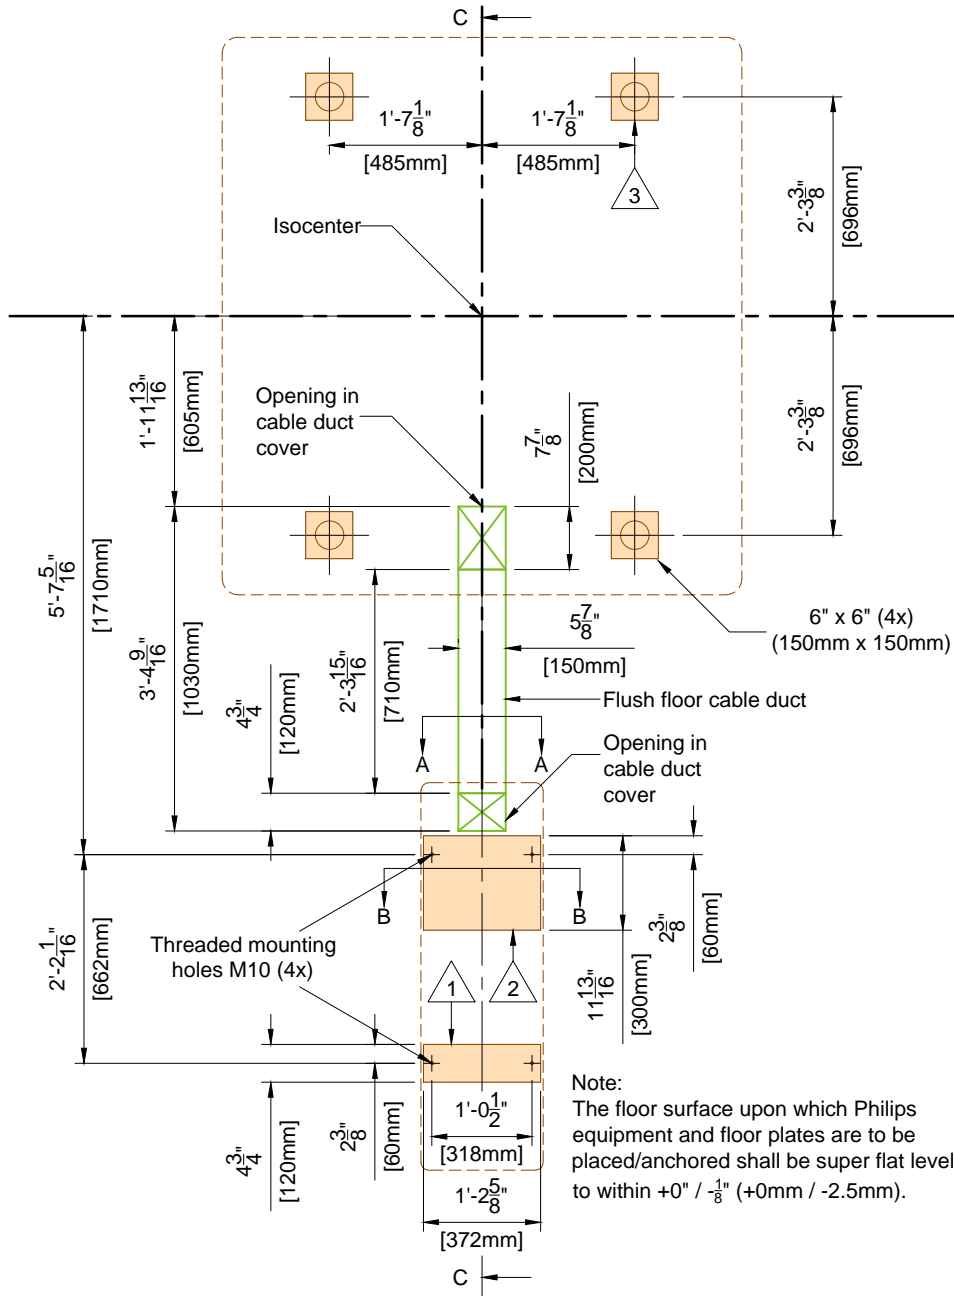 C
1'-7 1/8"
[485mm]
1'-7 1/8"
[485mm]
3
2'-3 3/8"
[696mm]
Isocenter
1'-11 13/16"
[605mm]
Opening in
cable duct
cover
7 7/8"
[200mm]
2'-3 3/8"
[696mm]
5'-7 5/16"
[1710mm]
3'-4 9/16"
[1030mm]
2'-3 15/16"
[710mm]
4 3/4"
[120mm]
5 7/8"
[150mm]
6" x 6" (4x)
(150mm x 150mm)
Flush floor cable duct
A
A
Opening in
cable duct
cover
B
B
2 3/8"
[60mm]
11 13/16"
[300mm]
2'-2 1/16"
[662mm]
Threaded mounting
holes M10 (4x)
1
2
4 3/4"
[120mm]
2 3/8"
[60mm]
1'-0 1/2"
[318mm]
1'-2 5/8"
[372mm]
Note:
The floor surface upon which Philips
equipment and floor plates are to be
placed/anchored shall be super flat level
to within +0" / -1/8" (+0mm / -2.5mm).
C